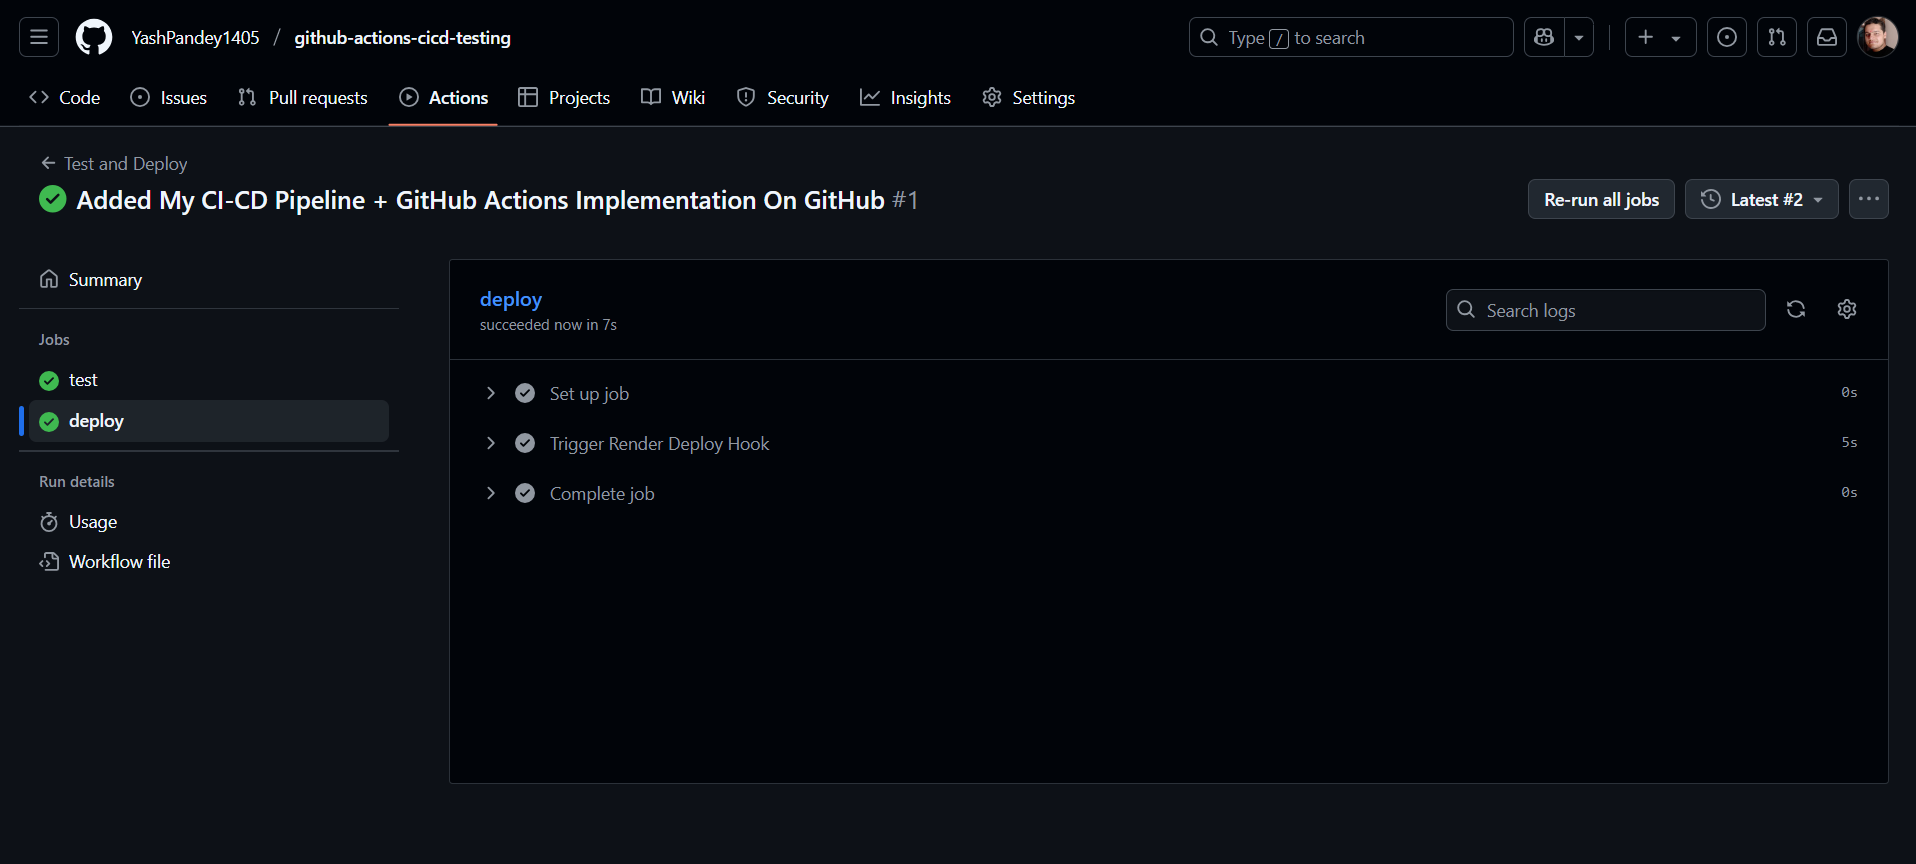 YashPandey1405 / github-actions-cicd-testing
Type / to search
Code
Issues
Pull requests
Actions
Projects
Wiki
Security
Insights
Settings
Test and Deploy
Added My CI-CD Pipeline + GitHub Actions Implementation On GitHub #1
Re-run all jobs
Latest #2
Summary
Jobs
test
deploy
Run details
Usage
Workflow file
deploy
succeeded now in 7s
Search logs
Set up job 0s
Trigger Render Deploy Hook 5s
Complete job 0s